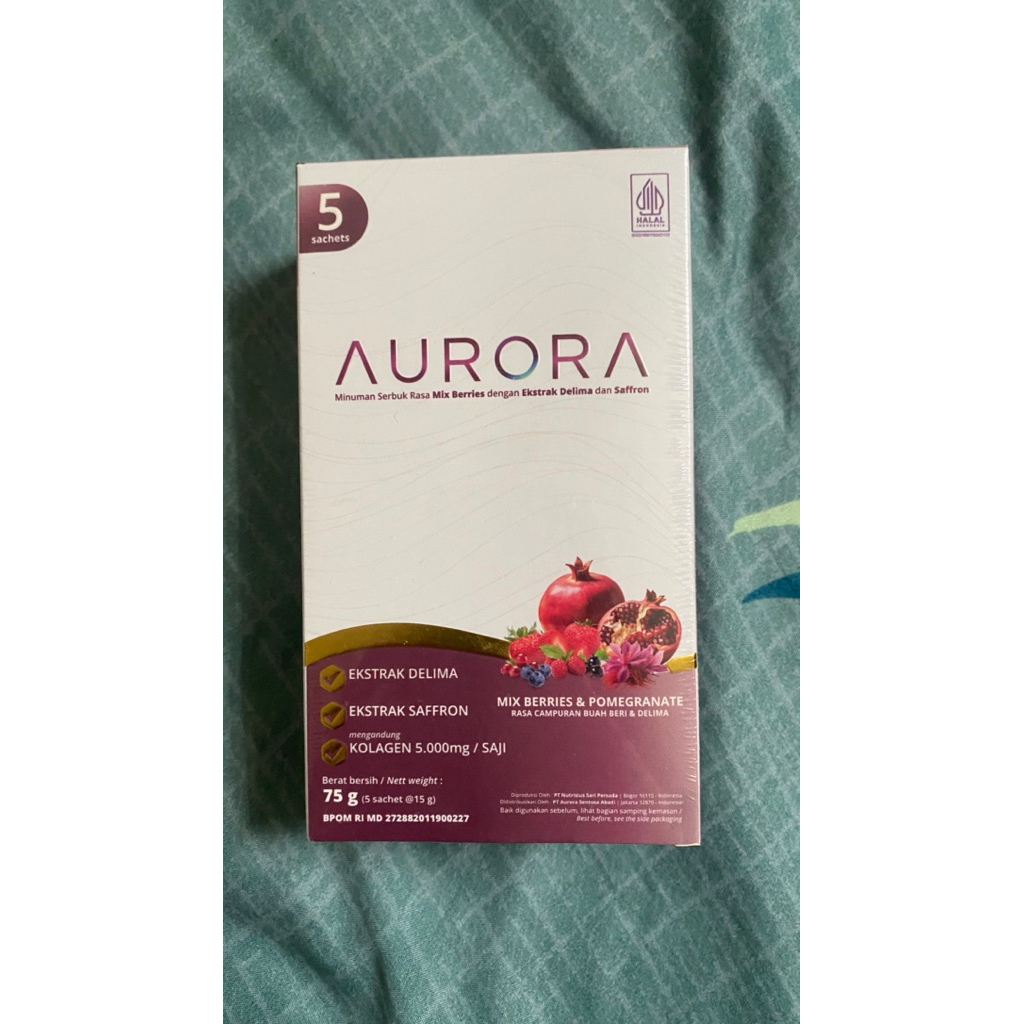 5
sachets
HALAL
INDONESIA
AURORA
Minuman Serbuk Rasa Mix Berries dengan Ekstrak Delima dan Saffron
EKSTRAK DELIMA
EKSTRAK SAFFRON
mengandung
KOLAGEN 5.000mg / SAJI
MIX BERRIES & POMEGRANATE
RASA CAMPURAN BUAH BERI & DELIMA
Berat bersih / Nett weight :
75 g (5 sachet @15 g)
BPOM RI MD 272882011900227
Diproduksi Oleh : PT Nutrisius Sari Persada | Bogor 16115 - Indonesia
Didistribusikan Oleh : PT Aurora Sentosa Abadi | Jakarta 12870 - Indonesia
Baik digunakan sebelum, lihat bagian samping kemasan /
Best before, see the side packaging